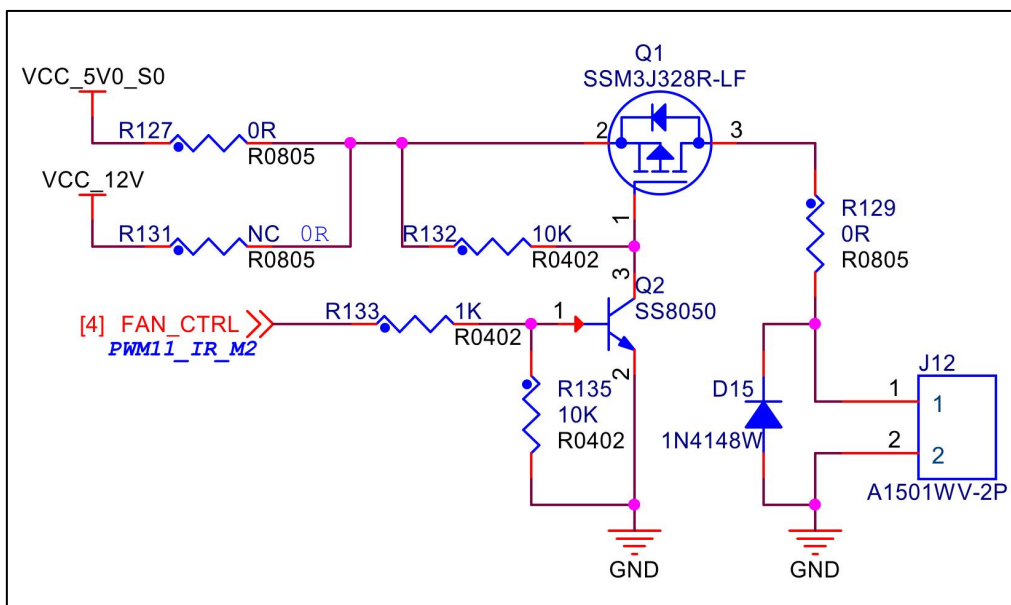 Q1
SSM3J328R-LF
VCC_5V0_S0
R127 0R
R0805
2 3
VCC_12V
R131 NC 0R
R0805
R132 10K
R0402
1
R129
0R
R0805
3
Q2
SS8050
[4] FAN_CTRL
PWM11_IR_M2
R133 1K
R0402
1
2
R135
10K
R0402
D15
1N4148W
J12
1 1
2 2
A1501WV-2P
GND
GND